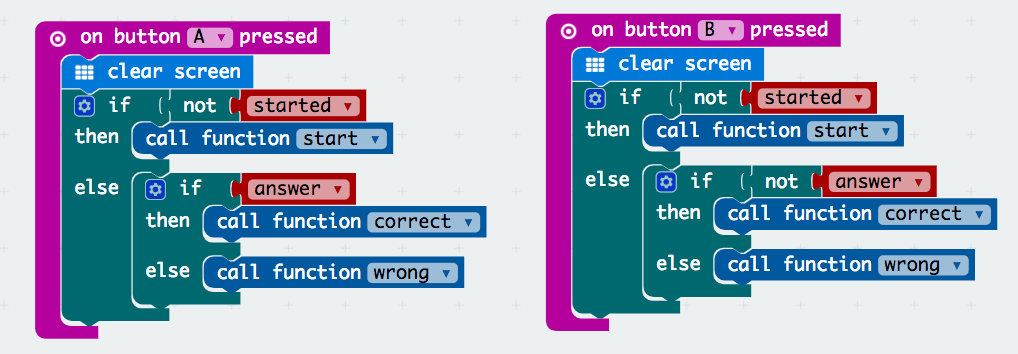 on button A pressed
clear screen
if not started
then call function start
else if answer
then call function correct
else call function wrong
on button B pressed
clear screen
if not started
then call function start
else if not answer
then call function correct
else call function wrong